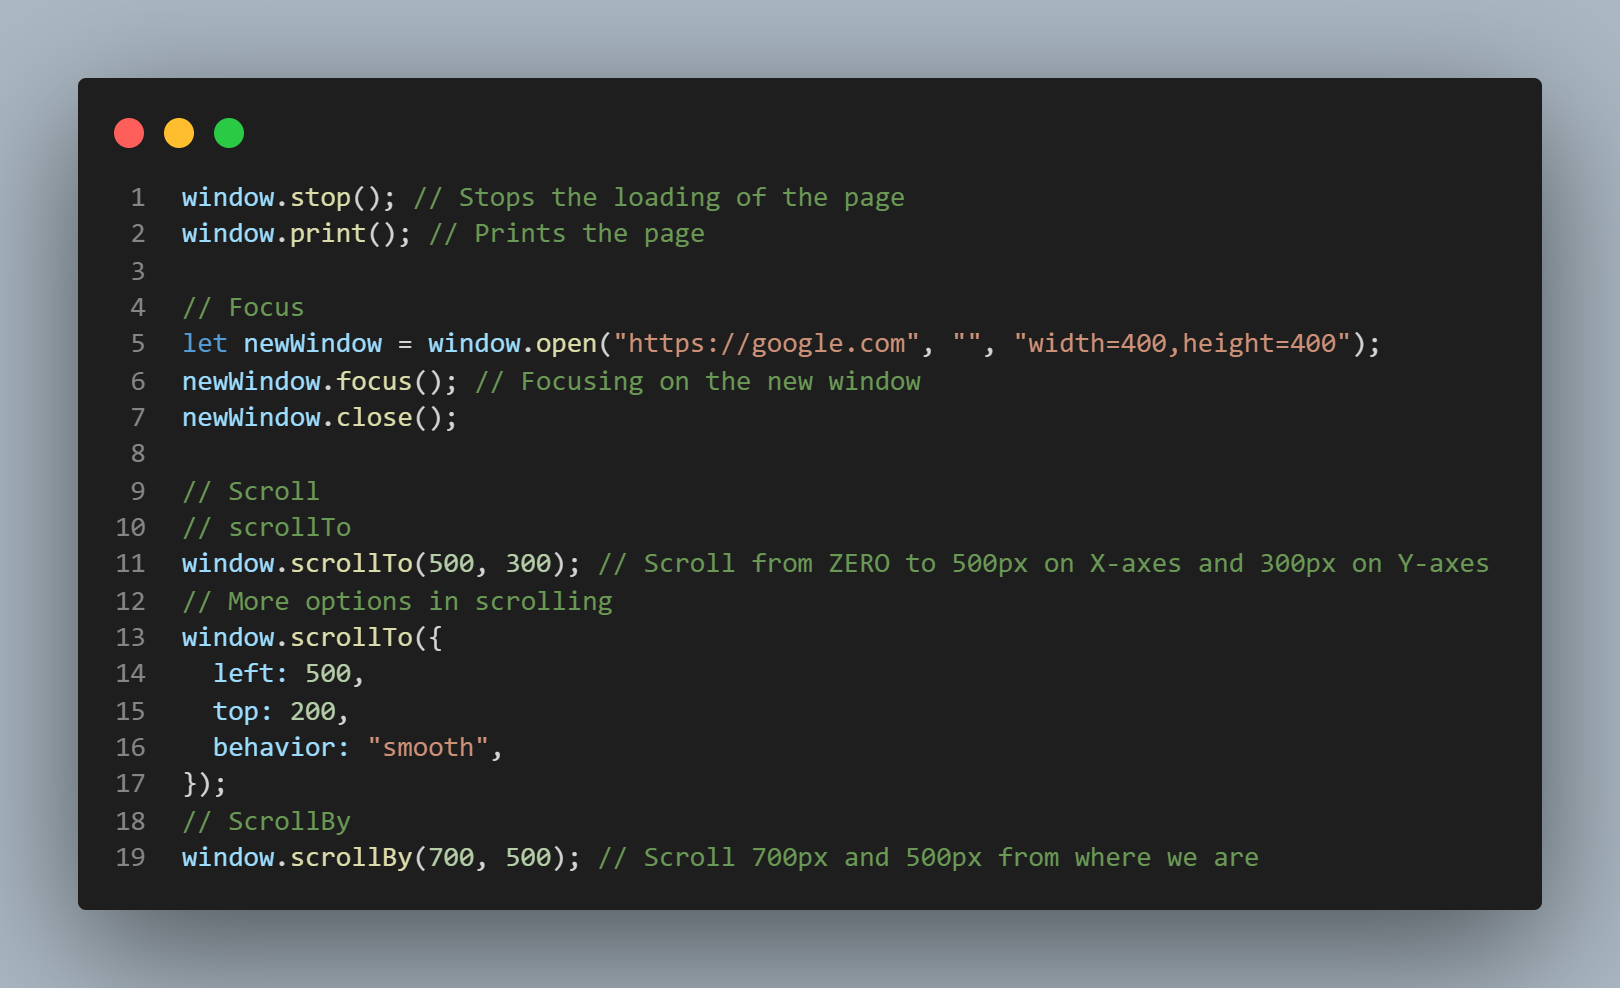 1 window.stop(); // Stops the loading of the page
2 window.print(); // Prints the page
3
4 // Focus
5 let newWindow = window.open("https://google.com", "", "width=400,height=400");
6 newWindow.focus(); // Focusing on the new window
7 newWindow.close();
8
9 // Scroll
10 // scrollTo
11 window.scrollTo(500, 300); // Scroll from ZERO to 500px on X-axes and 300px on Y-axes
12 // More options in scrolling
13 window.scrollTo({
14   left: 500,
15   top: 200,
16   behavior: "smooth",
17 });
18 // ScrollBy
19 window.scrollBy(700, 500); // Scroll 700px and 500px from where we are